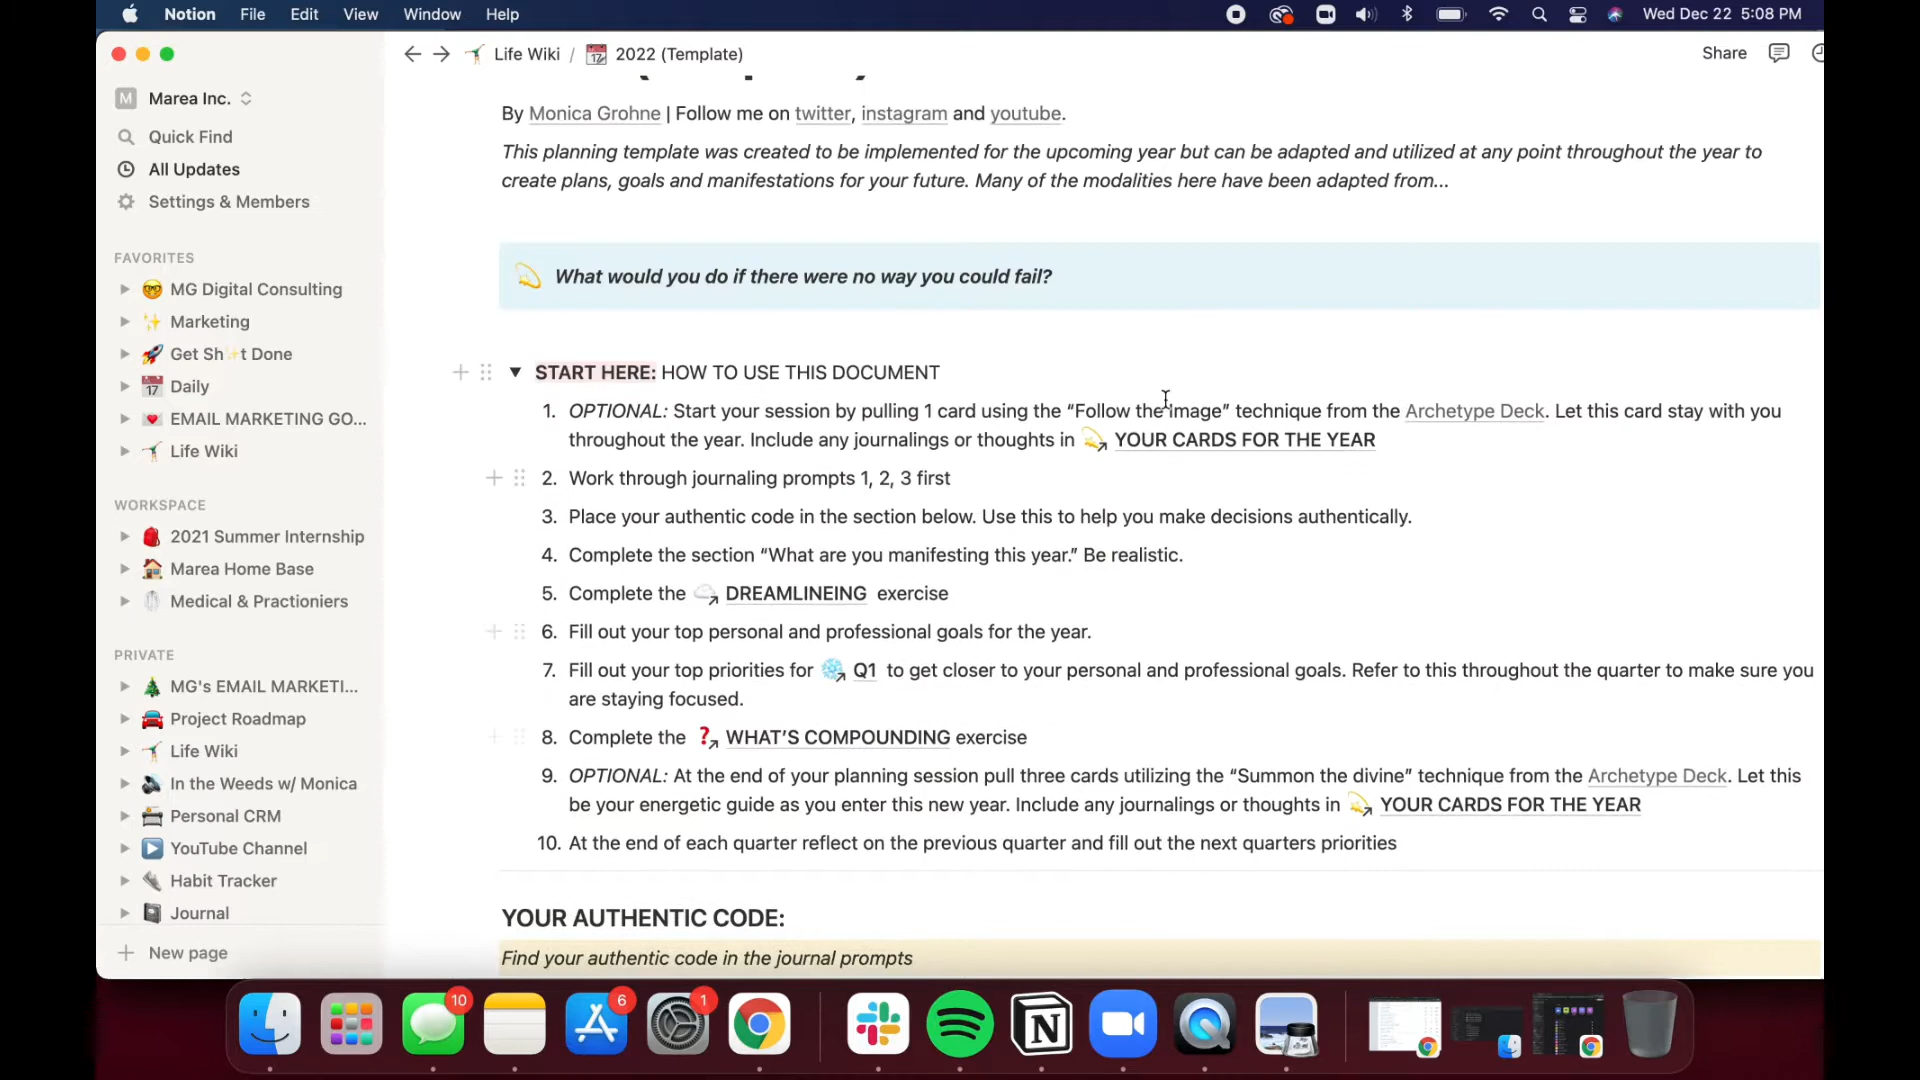 Notion File Edit View Window Help Wed Dec 22 5:08 PM
Life Wiki / 2022 (Template) Share
M Marea Inc.
Quick Find
All Updates
Settings & Members
FAVORITES
MG Digital Consulting
Marketing
Get Sh✨t Done
Daily
EMAIL MARKETING GO...
Life Wiki
WORKSPACE
2021 Summer Internship
Marea Home Base
Medical & Practioniers
PRIVATE
MG's EMAIL MARKETI...
Project Roadmap
Life Wiki
In the Weeds w/ Monica
Personal CRM
YouTube Channel
Habit Tracker
Journal
New page
By Monica Grohne | Follow me on twitter, instagram and youtube.
This planning template was created to be implemented for the upcoming year but can be adapted and utilized at any point throughout the year to
create plans, goals and manifestations for your future. Many of the modalities here have been adapted from...
What would you do if there were no way you could fail?
START HERE: HOW TO USE THIS DOCUMENT
1. OPTIONAL: Start your session by pulling 1 card using the “Follow the Image” technique from the Archetype Deck. Let this card stay with you
throughout the year. Include any journalings or thoughts in YOUR CARDS FOR THE YEAR
2. Work through journaling prompts 1, 2, 3 first
3. Place your authentic code in the section below. Use this to help you make decisions authentically.
4. Complete the section “What are you manifesting this year.” Be realistic.
5. Complete the DREAMLINEING exercise
6. Fill out your top personal and professional goals for the year.
7. Fill out your top priorities for Q1 to get closer to your personal and professional goals. Refer to this throughout the quarter to make sure you
are staying focused.
8. Complete the WHAT’S COMPOUNDING exercise
9. OPTIONAL: At the end of your planning session pull three cards utilizing the “Summon the divine” technique from the Archetype Deck. Let this
be your energetic guide as you enter this new year. Include any journalings or thoughts in YOUR CARDS FOR THE YEAR
10. At the end of each quarter reflect on the previous quarter and fill out the next quarters priorities
YOUR AUTHENTIC CODE:
Find your authentic code in the journal prompts
10 6 1